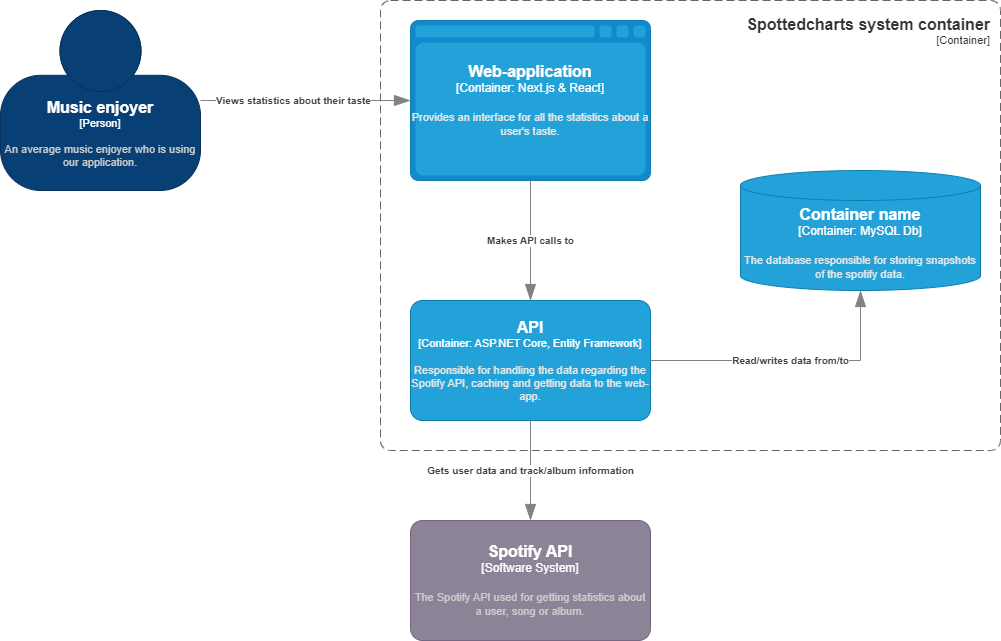 Spottedcharts system container
[Container]
Music enjoyer
[Person]
An average music enjoyer who is using
our application.
Views statistics about their taste
Web-application
[Container: Next.js & React]
Provides an interface for all the statistics about a
user's taste.
Makes API calls to
Container name
[Container: MySQL Db]
The database responsible for storing snapshots
of the spotify data.
API
[Container: ASP.NET Core, Entity Framework]
Responsible for handling the data regarding the
Spotify API, caching and getting data to the web-
app.
Read/writes data from/to
Gets user data and track/album information
Spotify API
[Software System]
The Spotify API used for getting statistics about
a user, song or album.